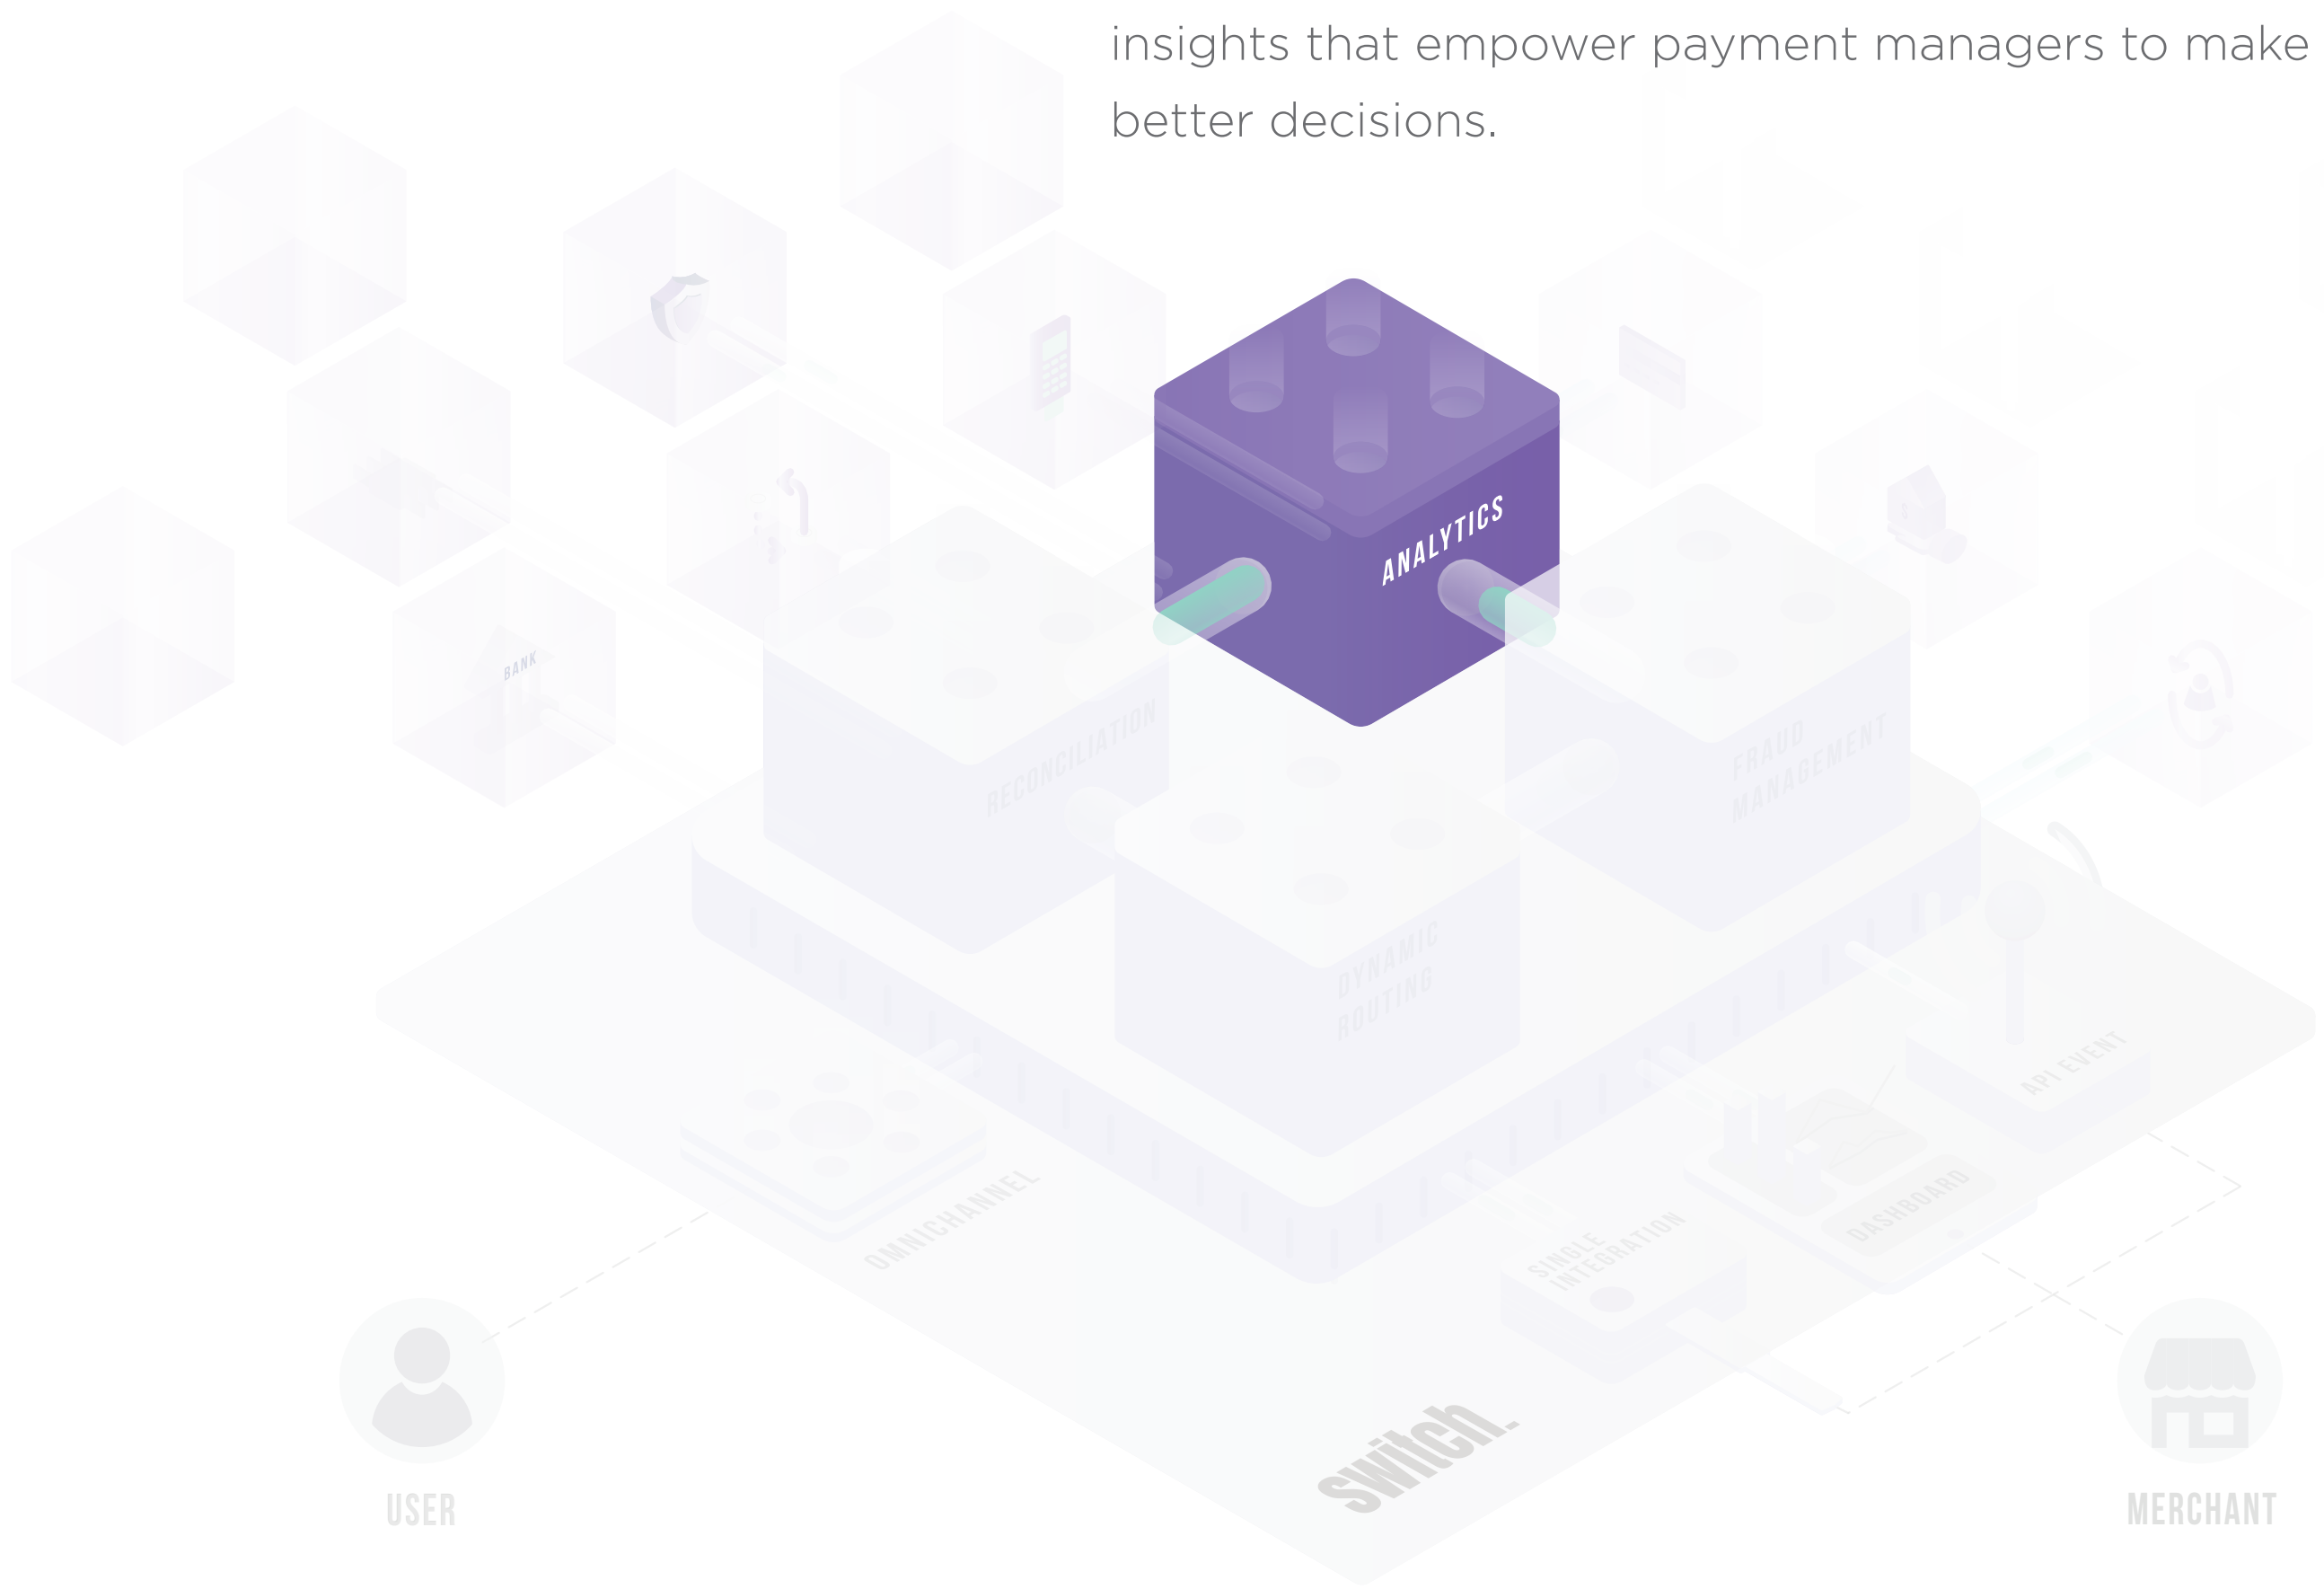 insights that empower payment managers to make
better decisions.
ANALYTICS
BANK
RECONCILIATION
FRAUD
MANAGEMENT
DYNAMIC
ROUTING
API EVENT
OMNICHANNEL
DASHBOARD
SINGLE
INTEGRATION
switch.
USER
MERCHANT